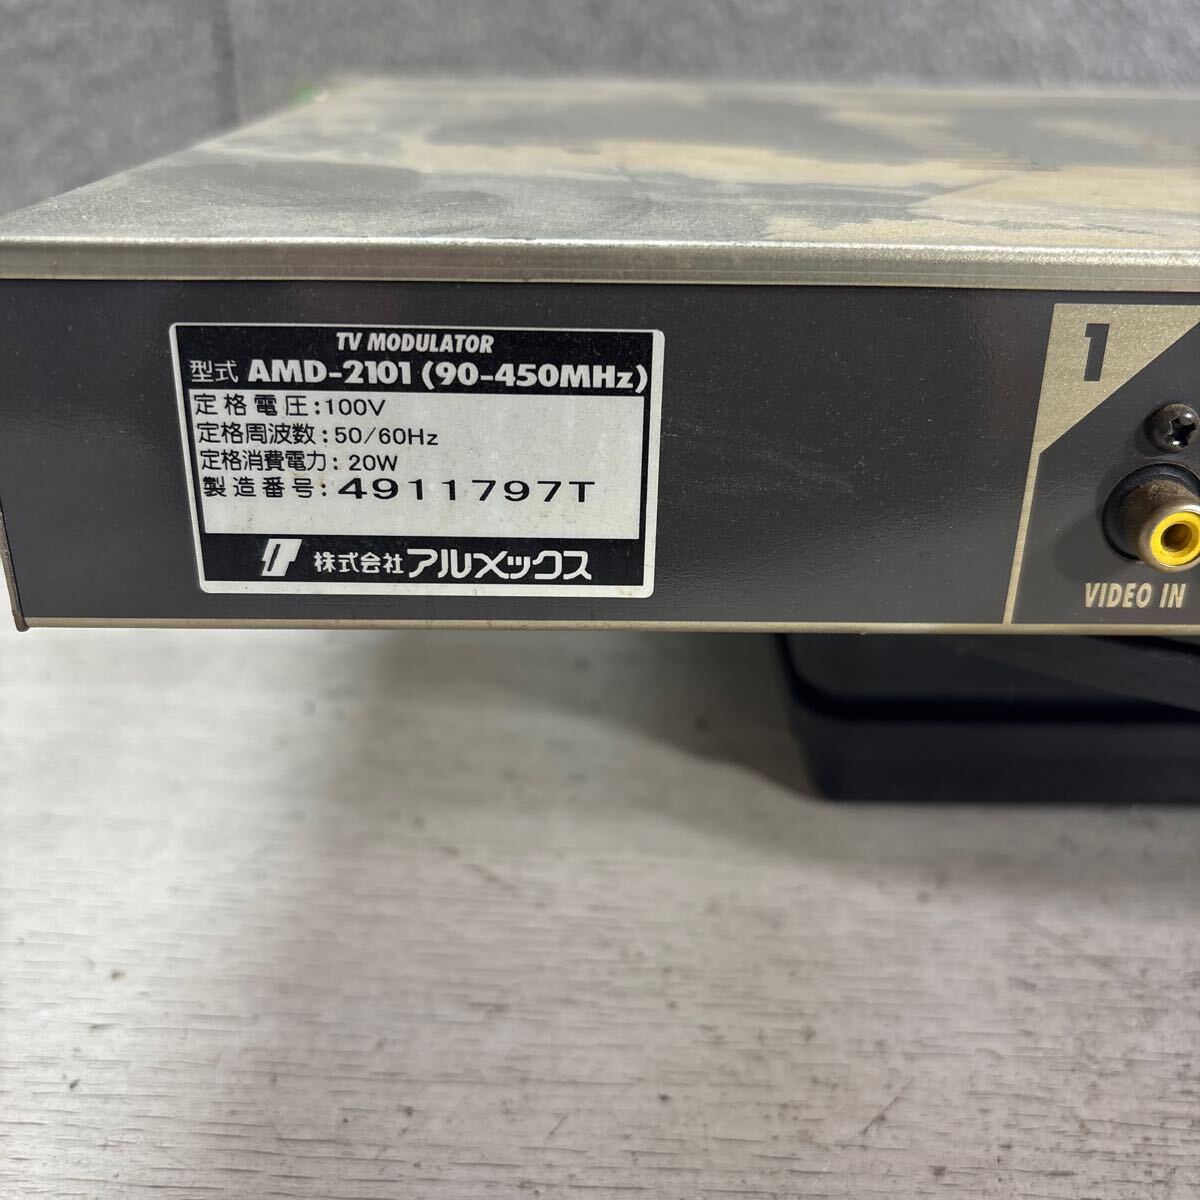 TV MODULATOR
型式 AMD-2101 (90-450MHz)
定格電圧:100V
定格周波数:50/60Hz
定格消費電力:20W
製造番号:4911797T
株式会社アルメックス
1
VIDEO IN